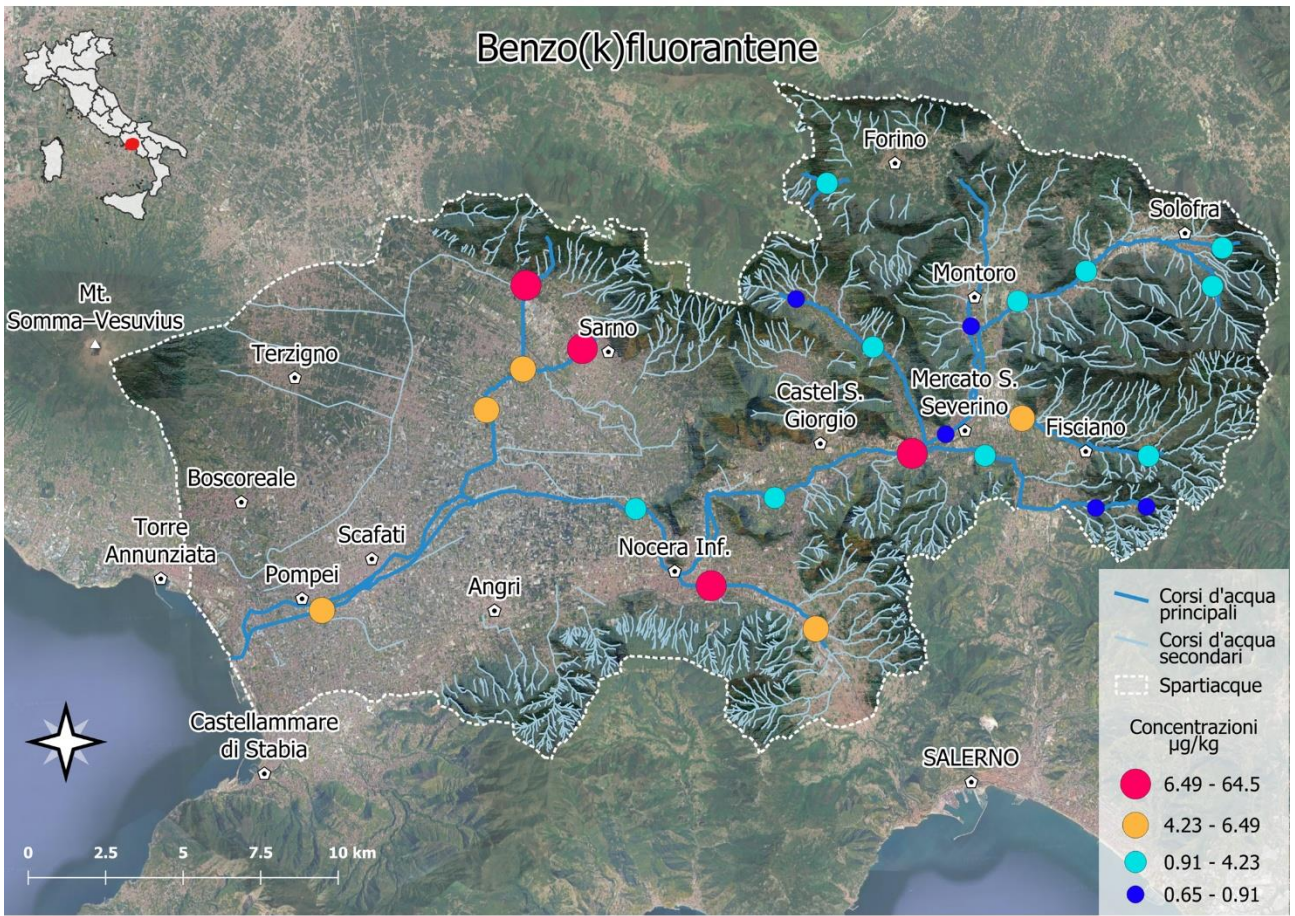 Benzo(k)fluorantene
Forino
Solofra
Montoro
Mt.
Somma–Vesuvius
Sarno
Terzigno
Castel S.
Giorgio
Mercato S.
Severino
Fisciano
Boscoreale
Torre
Annunziata
Scafati
Pompei
Nocera Inf.
Angri
Castellammare
di Stabia
SALERNO
0 2.5 5 7.5 10 km
Corsi d'acqua
principali
Corsi d'acqua
secondari
Spartiacque
Concentrazioni
µg/kg
6.49 - 64.5
4.23 - 6.49
0.91 - 4.23
0.65 - 0.91